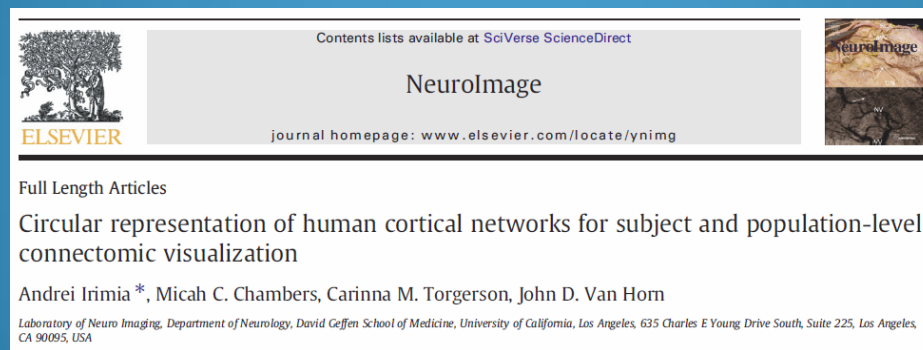 Contents lists available at SciVerse ScienceDirect
NeuroImage
journal homepage: www.elsevier.com/locate/ynimg
ELSEVIER
NeuroImage
NV
Full Length Articles
Circular representation of human cortical networks for subject and population-level
connectomic visualization
Andrei Irimia *, Micah C. Chambers, Carinna M. Torgerson, John D. Van Horn
Laboratory of Neuro Imaging, Department of Neurology, David Geffen School of Medicine, University of California, Los Angeles, 635 Charles E Young Drive South, Suite 225, Los Angeles,
CA 90095, USA